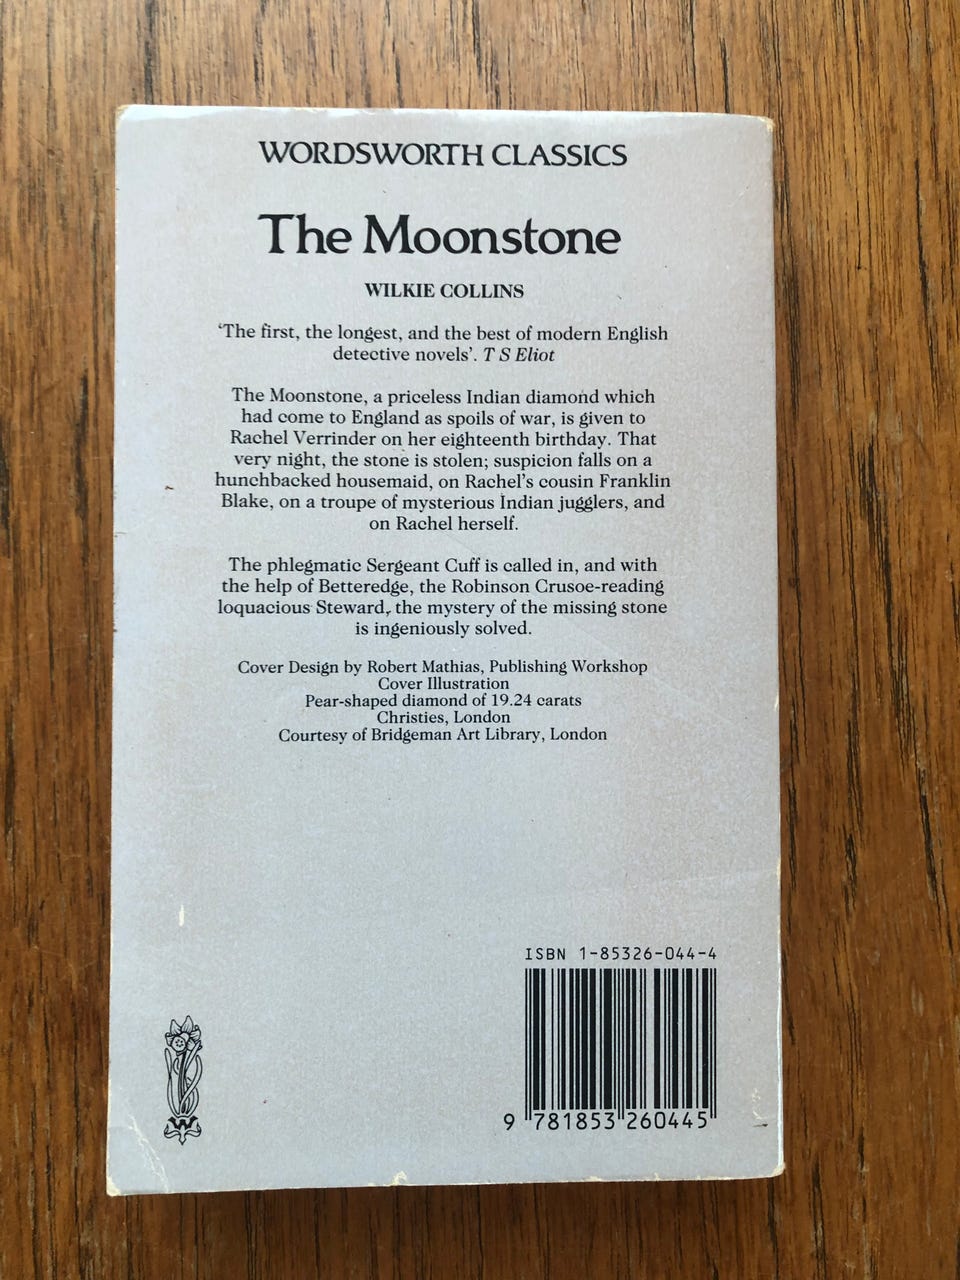 WORDSWORTH CLASSICS
The Moonstone
WILKIE COLLINS
‘The first, the longest, and the best of modern English
detective novels’. T S Eliot
The Moonstone, a priceless Indian diamond which
had come to England as spoils of war, is given to
Rachel Verrinder on her eighteenth birthday. That
very night, the stone is stolen; suspicion falls on a
hunchbacked housemaid, on Rachel’s cousin Franklin
Blake, on a troupe of mysterious Indian jugglers, and
on Rachel herself.
The phlegmatic Sergeant Cuff is called in, and with
the help of Betteredge, the Robinson Crusoe-reading
loquacious Steward, the mystery of the missing stone
is ingeniously solved.
Cover Design by Robert Mathias, Publishing Workshop
Cover Illustration
Pear-shaped diamond of 19.24 carats
Christies, London
Courtesy of Bridgeman Art Library, London
ISBN 1-85326-044-4
9 781853 260445
W